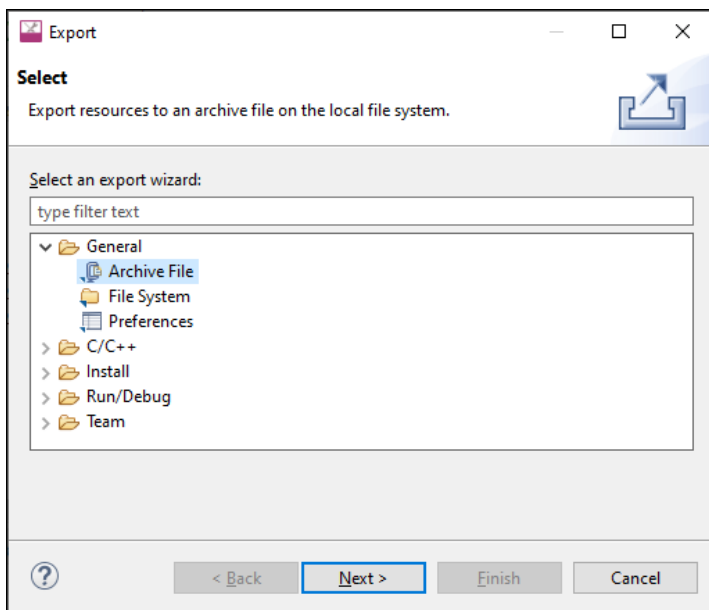 Export
Select
Export resources to an archive file on the local file system.
Select an export wizard:
type filter text
General
Archive File
File System
Preferences
C/C++
Install
Run/Debug
Team
? < Back Next > Finish Cancel